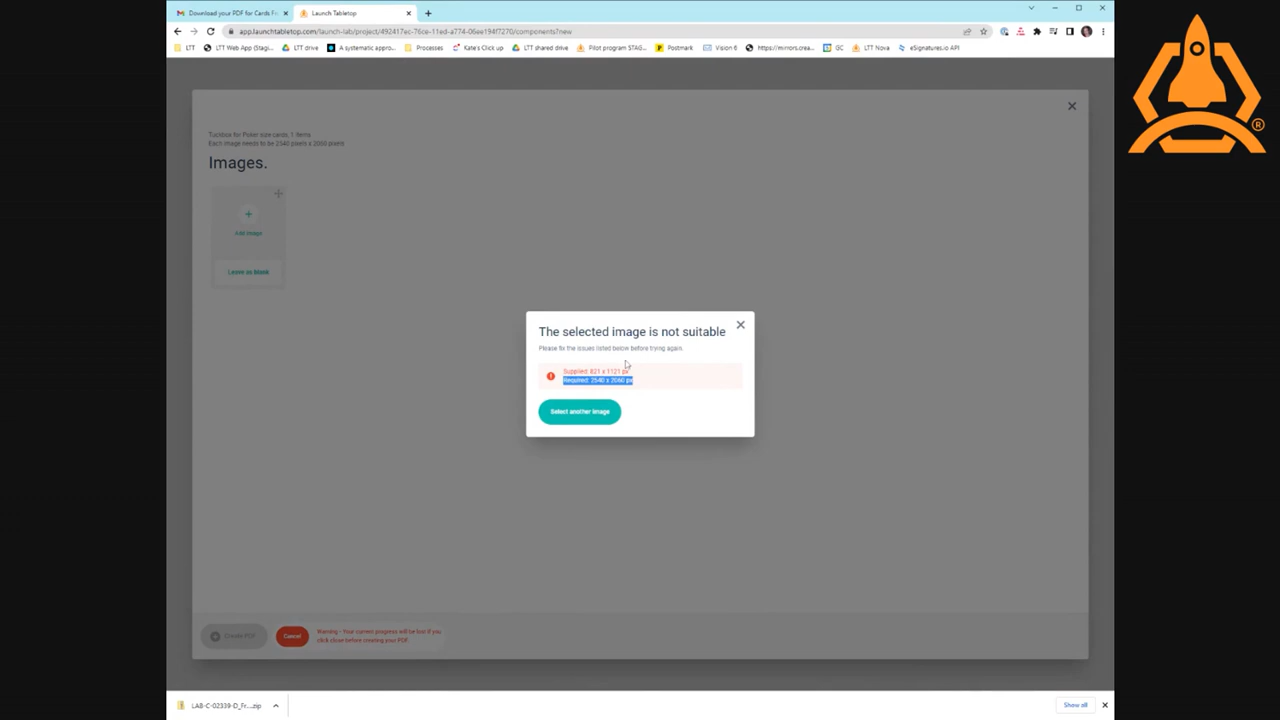 Download your PDF for Cards Fr
Launch Tabletop
app.launchtabletop.com/launch-lab/project/492417ec-76ce-11ed-a774-06ee194f7270/components?new
LTT
LTT Web App (Stagi...
LTT drive
A systematic appro...
Processes
Kate's Click up
LTT shared drive
Pilot program STAG...
Postmark
Vision 6
https://mirrors.crea...
GC
LTT Nova
eSignatures.io API
Tuckbox for Poker size cards, 1 items
Each image needs to be 2540 pixels x 2060 pixels
Images.
Add image
Leave as blank
The selected image is not suitable
Please fix the issues listed below before trying again.
Supplied: 821 x 1121 px
Required: 2540 x 2060 px
Select another image
Create PDF
Cancel
Warning - Your current progress will be lost if you
click close before creating your PDF.
LAB-C-02339-D_Fr....zip
Show all
®